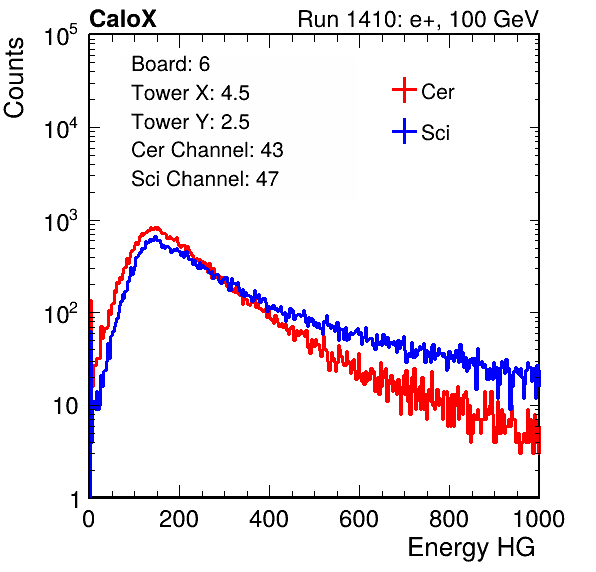 CaloX Run 1410: e+, 100 GeV
Counts
Board: 6
Tower X: 4.5
Tower Y: 2.5
Cer Channel: 43
Sci Channel: 47
Cer
Sci
10^5
10^4
10^3
10^2
10
1
0 200 400 600 800 1000
Energy HG